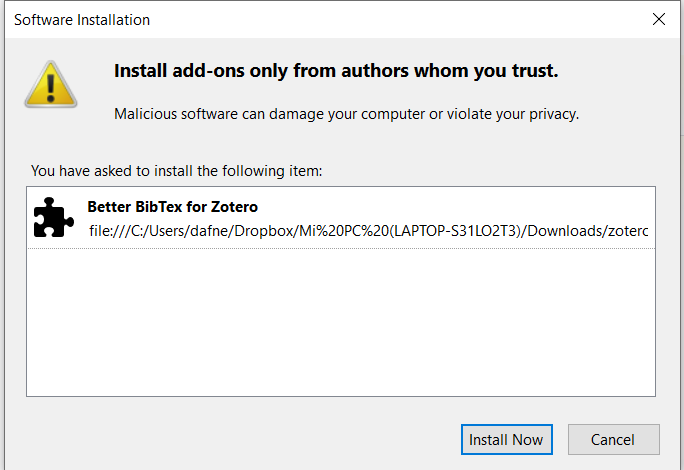 Software Installation
Install add-ons only from authors whom you trust.
Malicious software can damage your computer or violate your privacy.
You have asked to install the following item:
Better BibTex for Zotero
file:///C:/Users/dafne/Dropbox/Mi%20PC%20(LAPTOP-S31LO2T3)/Downloads/zotero
Install Now
Cancel